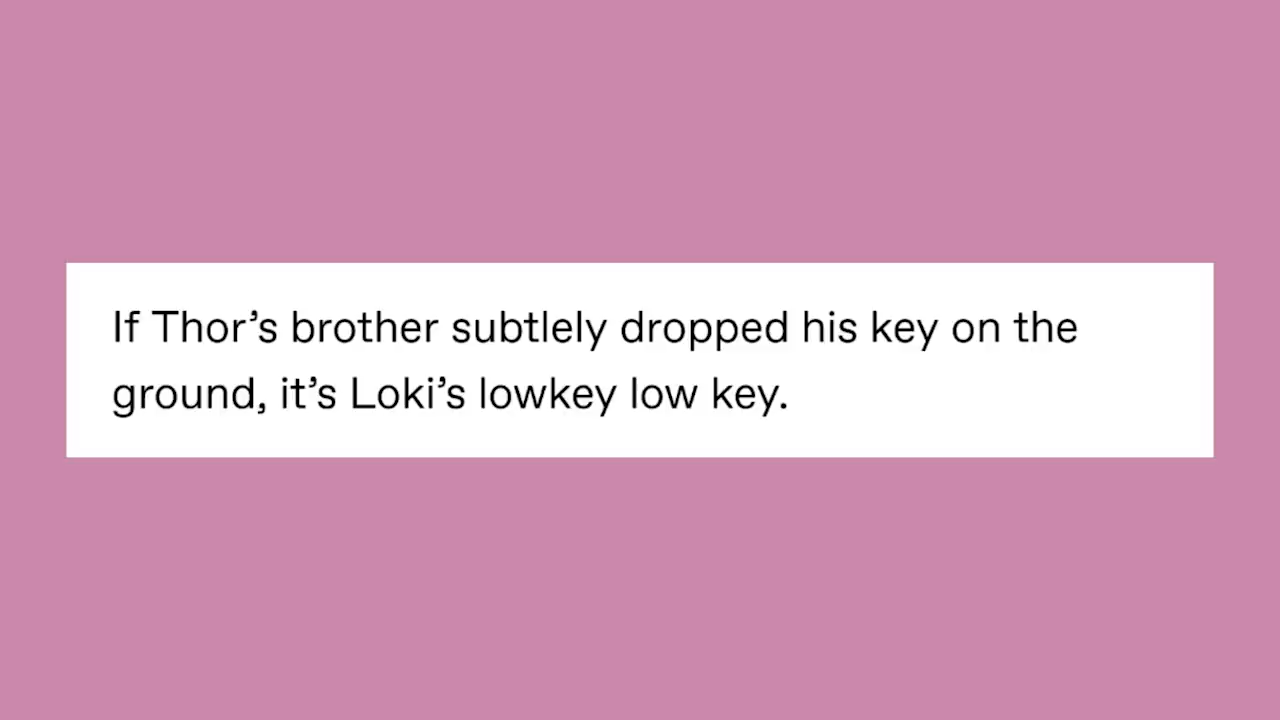 If Thor’s brother subtlely dropped his key on the
ground, it’s Loki’s lowkey low key.